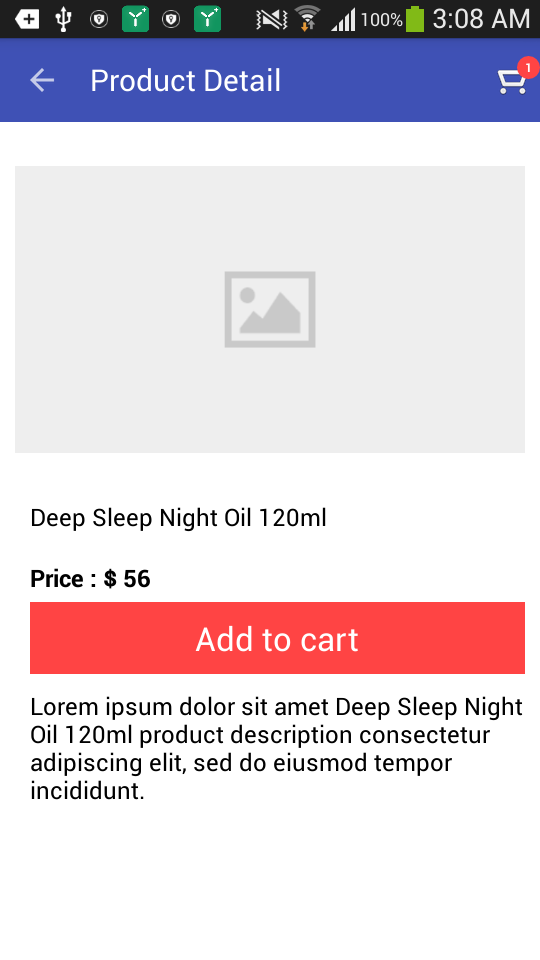 100% 3:08 AM
Product Detail
1
Deep Sleep Night Oil 120ml
Price : $ 56
Add to cart
Lorem ipsum dolor sit amet Deep Sleep Night
Oil 120ml product description consectetur
adipiscing elit, sed do eiusmod tempor
incididunt.